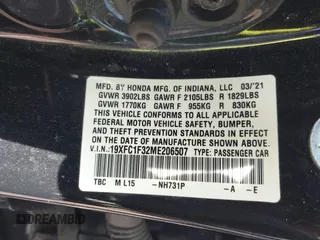 MFD. BY HONDA MFG. OF INDIANA, LLC 03/'21
GVWR 3902LBS GAWR F 2105LBS R 1829LBS
GVWR 1770KG GAWR F 955KG R 830KG
THIS VEHICLE CONFORMS TO ALL APPLICABLE
FEDERAL MOTOR VEHICLE SAFETY, BUMPER,
AND THEFT PREVENTION STANDARDS IN EFFECT
ON THE DATE OF MANUFACTURE SHOWN ABOVE.
V.I.N.:19XFC1F32ME206507 TYPE: PASSENGER CAR
TBC M L15 -NH731P -A -E
IDREAMBID